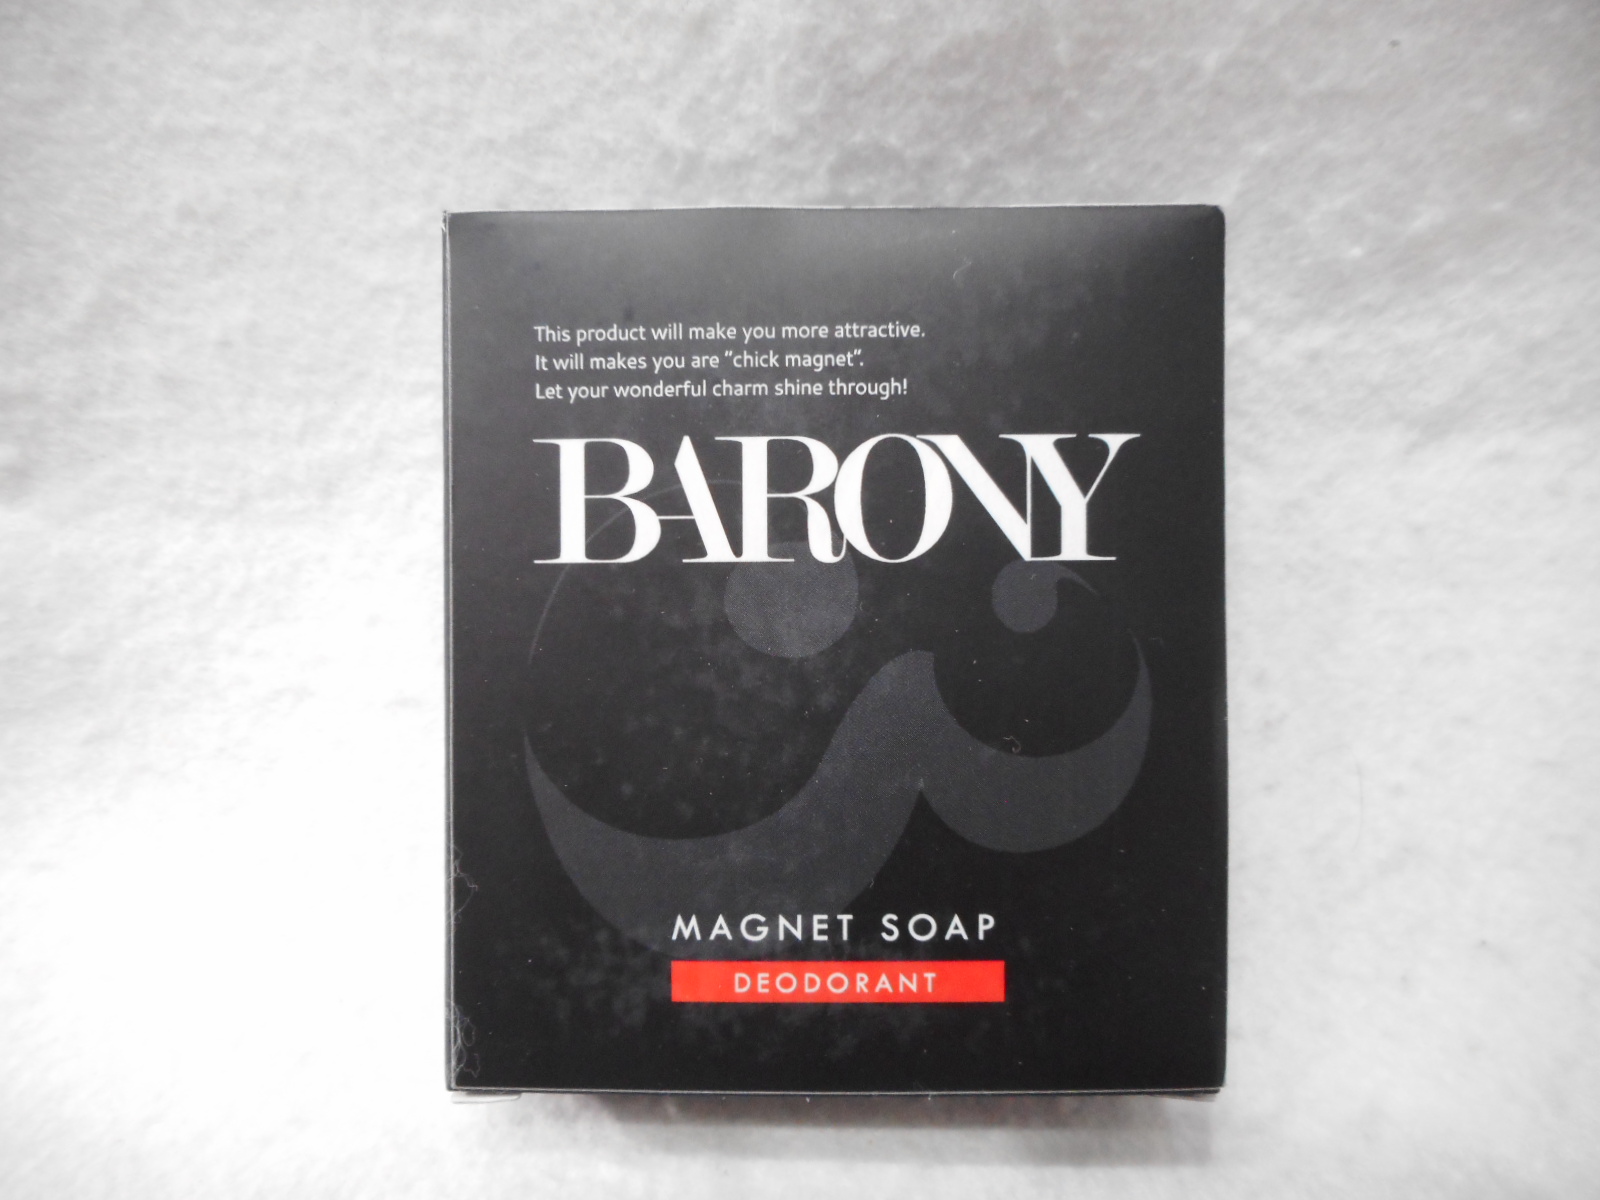 This product will make you more attractive.
It will makes you are "chick magnet".
Let your wonderful charm shine through!
BARONY
MAGNET SOAP
DEODORANT